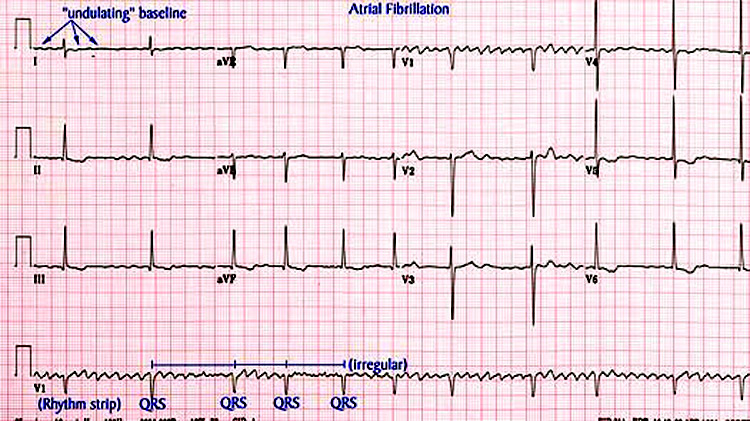 "undulating" baseline
Atrial Fibrillation
I aVR V1 V4
II aVL V2 V5
III aVF V3 V6
(irregular)
V1
(Rhythm strip) QRS QRS QRS QRS